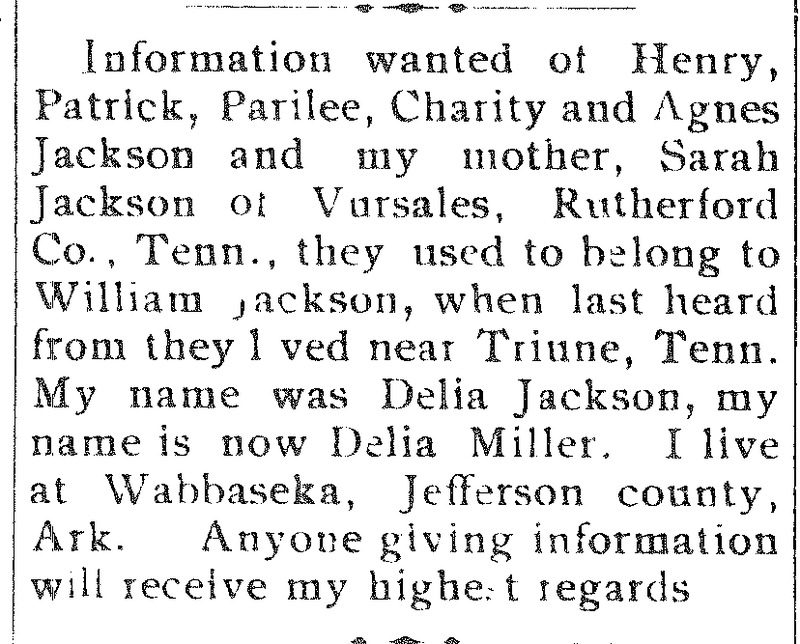 Information wanted of Henry,
Patrick, Parilee, Charity and Agnes
Jackson and my mother, Sarah
Jackson of Vursales, Rutherford
Co., Tenn., they used to belong to
William Jackson, when last heard
from they l ved near Triune, Tenn.
My name was Delia Jackson, my
name is now Delia Miller. I live
at Wabbaseka, Jefferson county,
Ark. Anyone giving information
will receive my highest regards